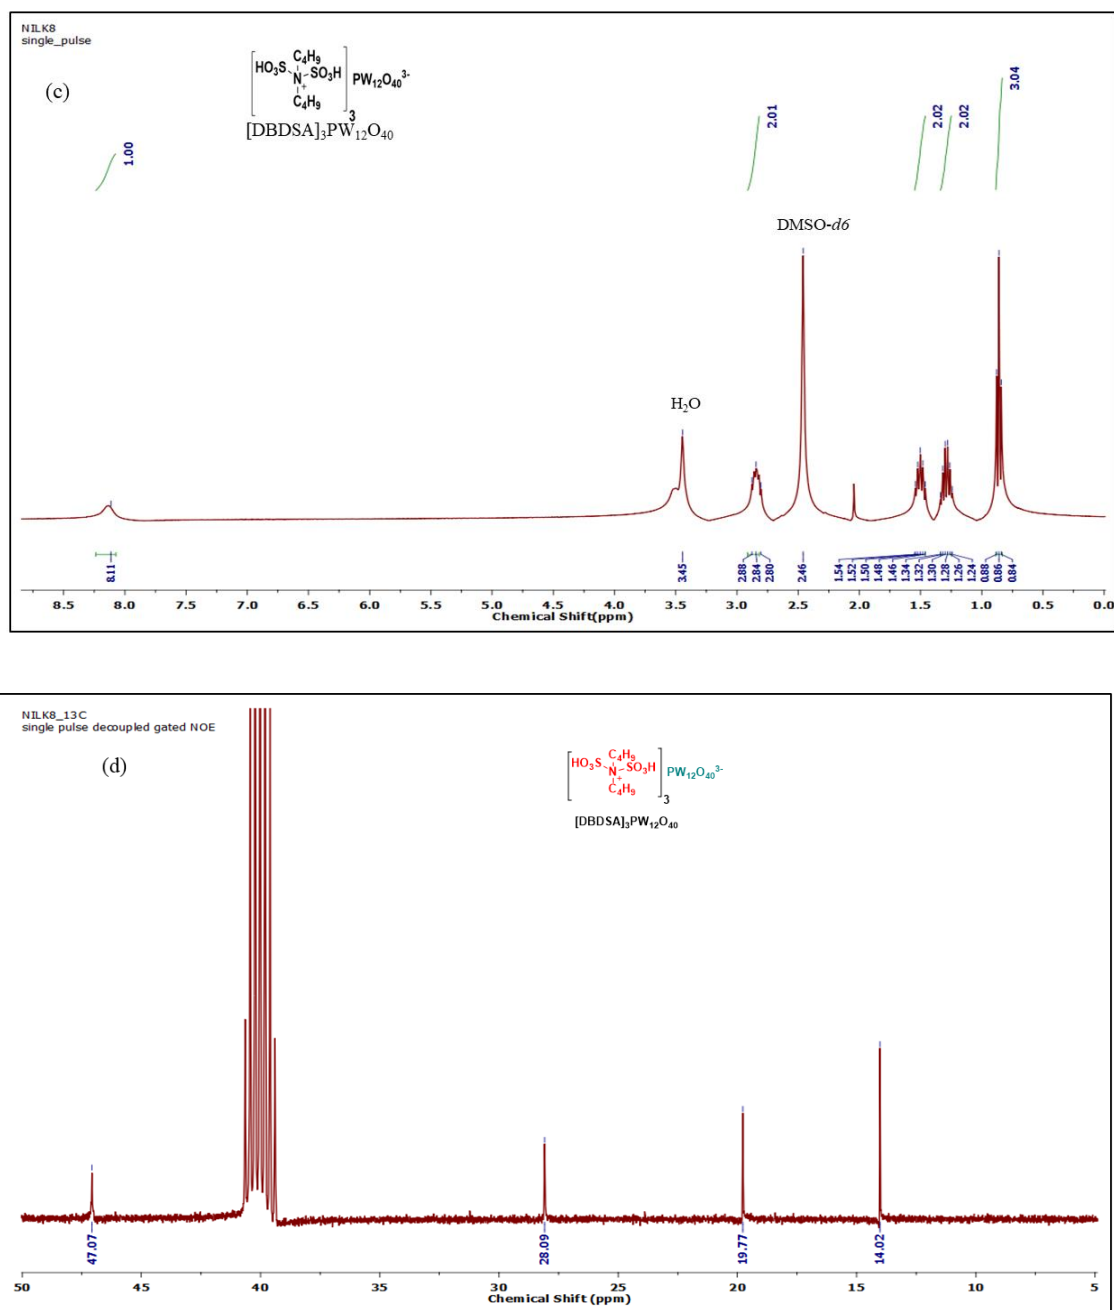 NILK8
single_pulse
(c)
C4H9
HO3S
N
SO3H
+
C4H9
3
PW12O403-
[DBDSA]3PW12O40
1.00
2.01
2.02
2.02
3.04
DMSO-d6
H2O
8.11
3.45
2.88
2.84
2.80
2.46
1.54
1.52
1.50
1.48
1.46
1.34
1.32
1.30
1.28
1.26
1.24
0.88
0.86
0.84
8.5 8.0 7.5 7.0 6.5 6.0 5.5 5.0 4.5 4.0 3.5 3.0 2.5 2.0 1.5 1.0 0.5 0.0
Chemical Shift(ppm)
NILK8_13C
single pulse decoupled gated NOE
(d)
C4H9
HO3S
N
SO3H
+
C4H9
3
PW12O403-
[DBDSA]3PW12O40
47.07
28.09
19.77
14.02
50 45 40 35 30 25 20 15 10 5
Chemical Shift (ppm)